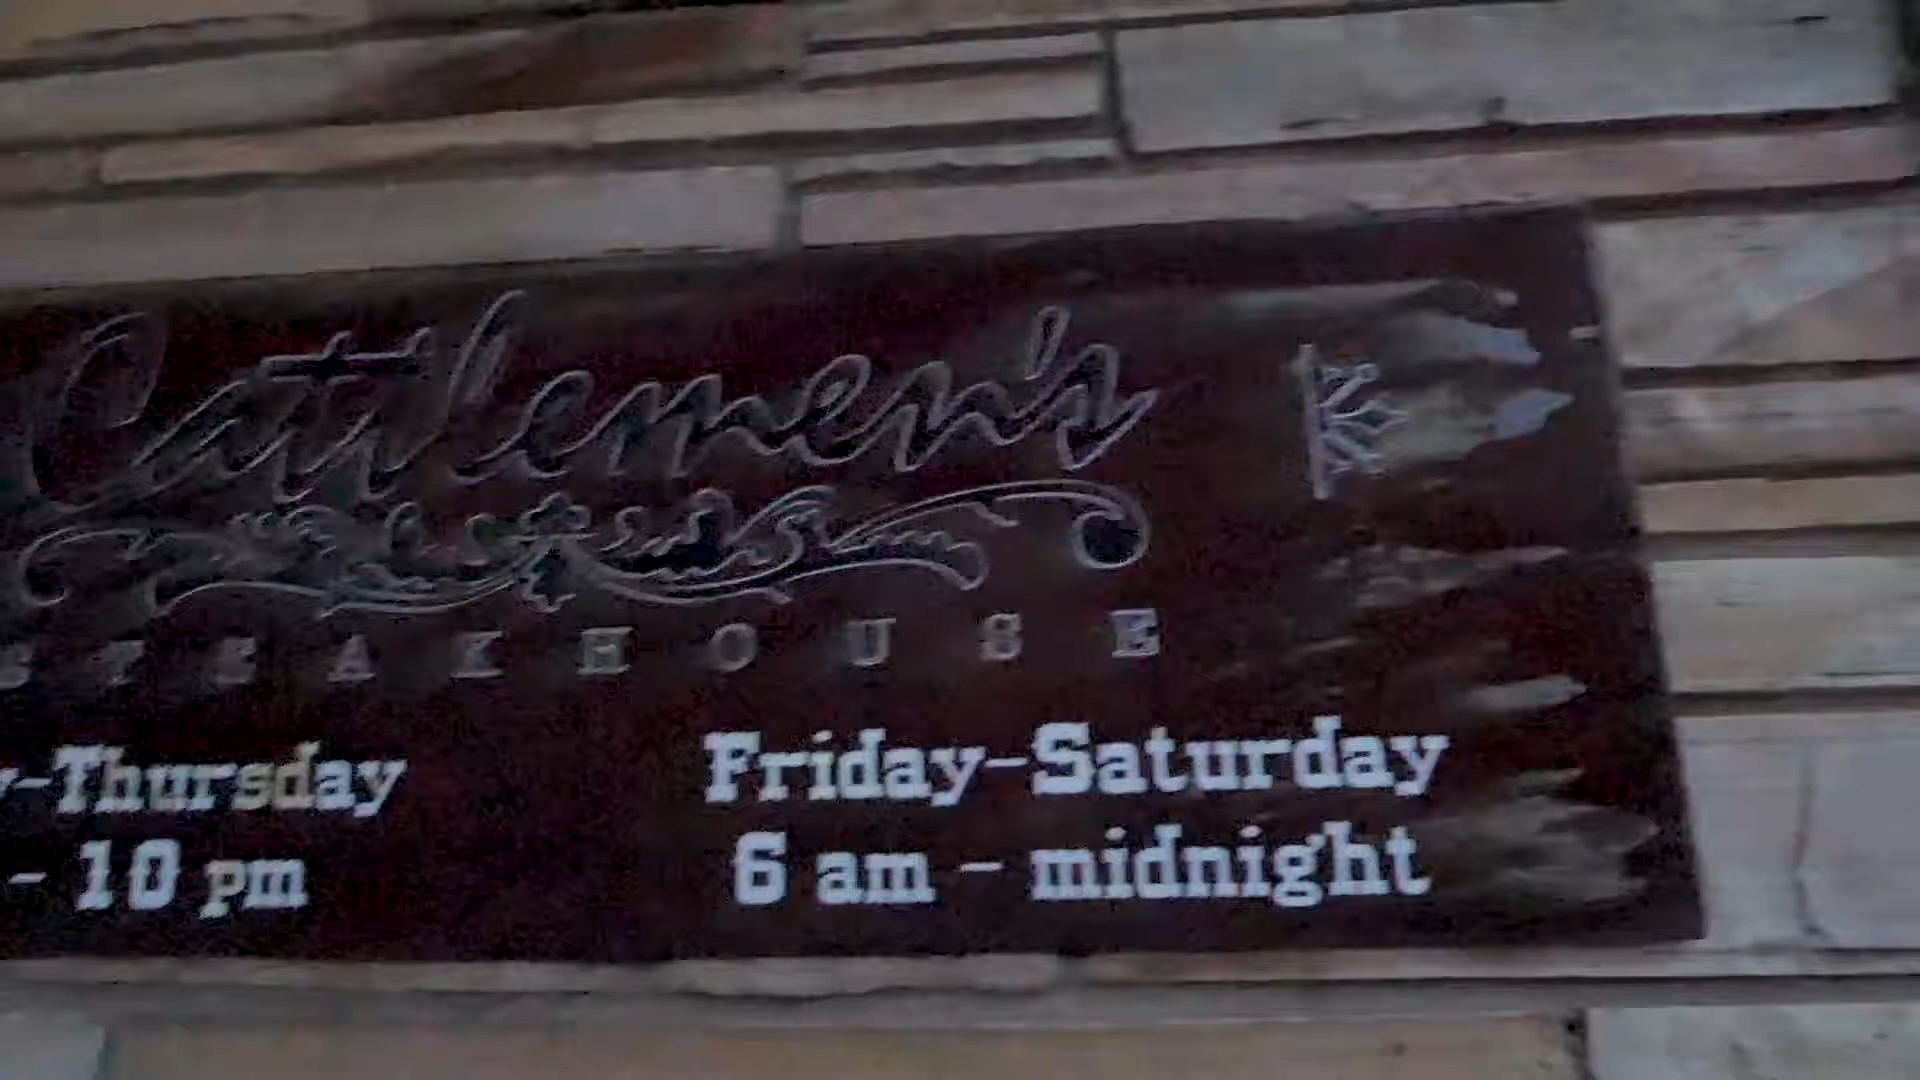 Cattlemen's
STEAKHOUSE
y-Thursday Friday-Saturday
- 10 pm 6 am - midnight